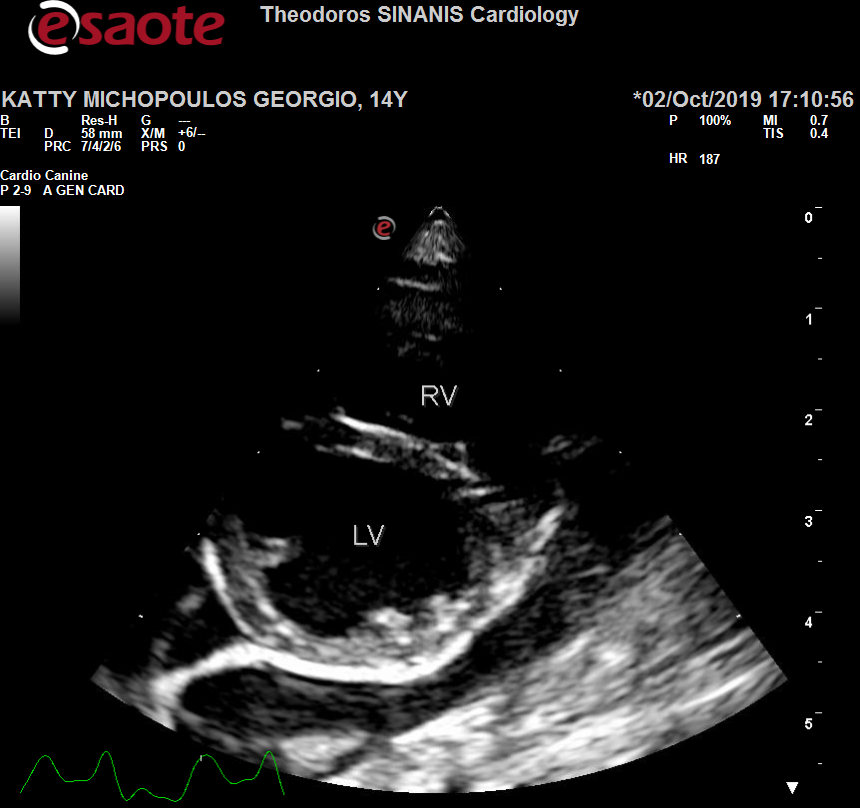 esaote
Theodoros SINANIS Cardiology
KATTY MICHOPOULOS GEORGIO, 14Y
*02/Oct/2019 17:10:56
B Res-H G ---
TEI D 58 mm X/M +6/--
PRC 7/4/2/6 PRS 0
P 100% MI 0.7
TIS 0.4
HR 187
Cardio Canine
P 2-9 A GEN CARD
e
0
1
RV
2
LV
3
4
5